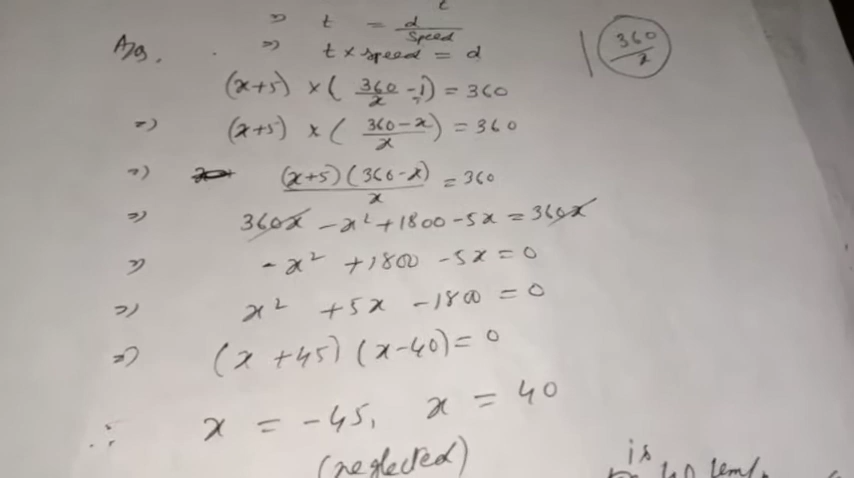 t
⇒ t = d/Speed
Ans. ⇒ t × speed = d
360/x
(x+5) × (360/x - 1) = 360
⇒ (x+5) × (360-x/x) = 360
⇒ (x+5)(360-x)/x = 360
⇒ 360x - x² + 1800 - 5x = 360x
⇒ - x² + 1800 - 5x = 0
⇒ x² + 5x - 1800 = 0
⇒ (x + 45) (x - 40) = 0
∴ x = -45, x = 40
(neglected)
is
40